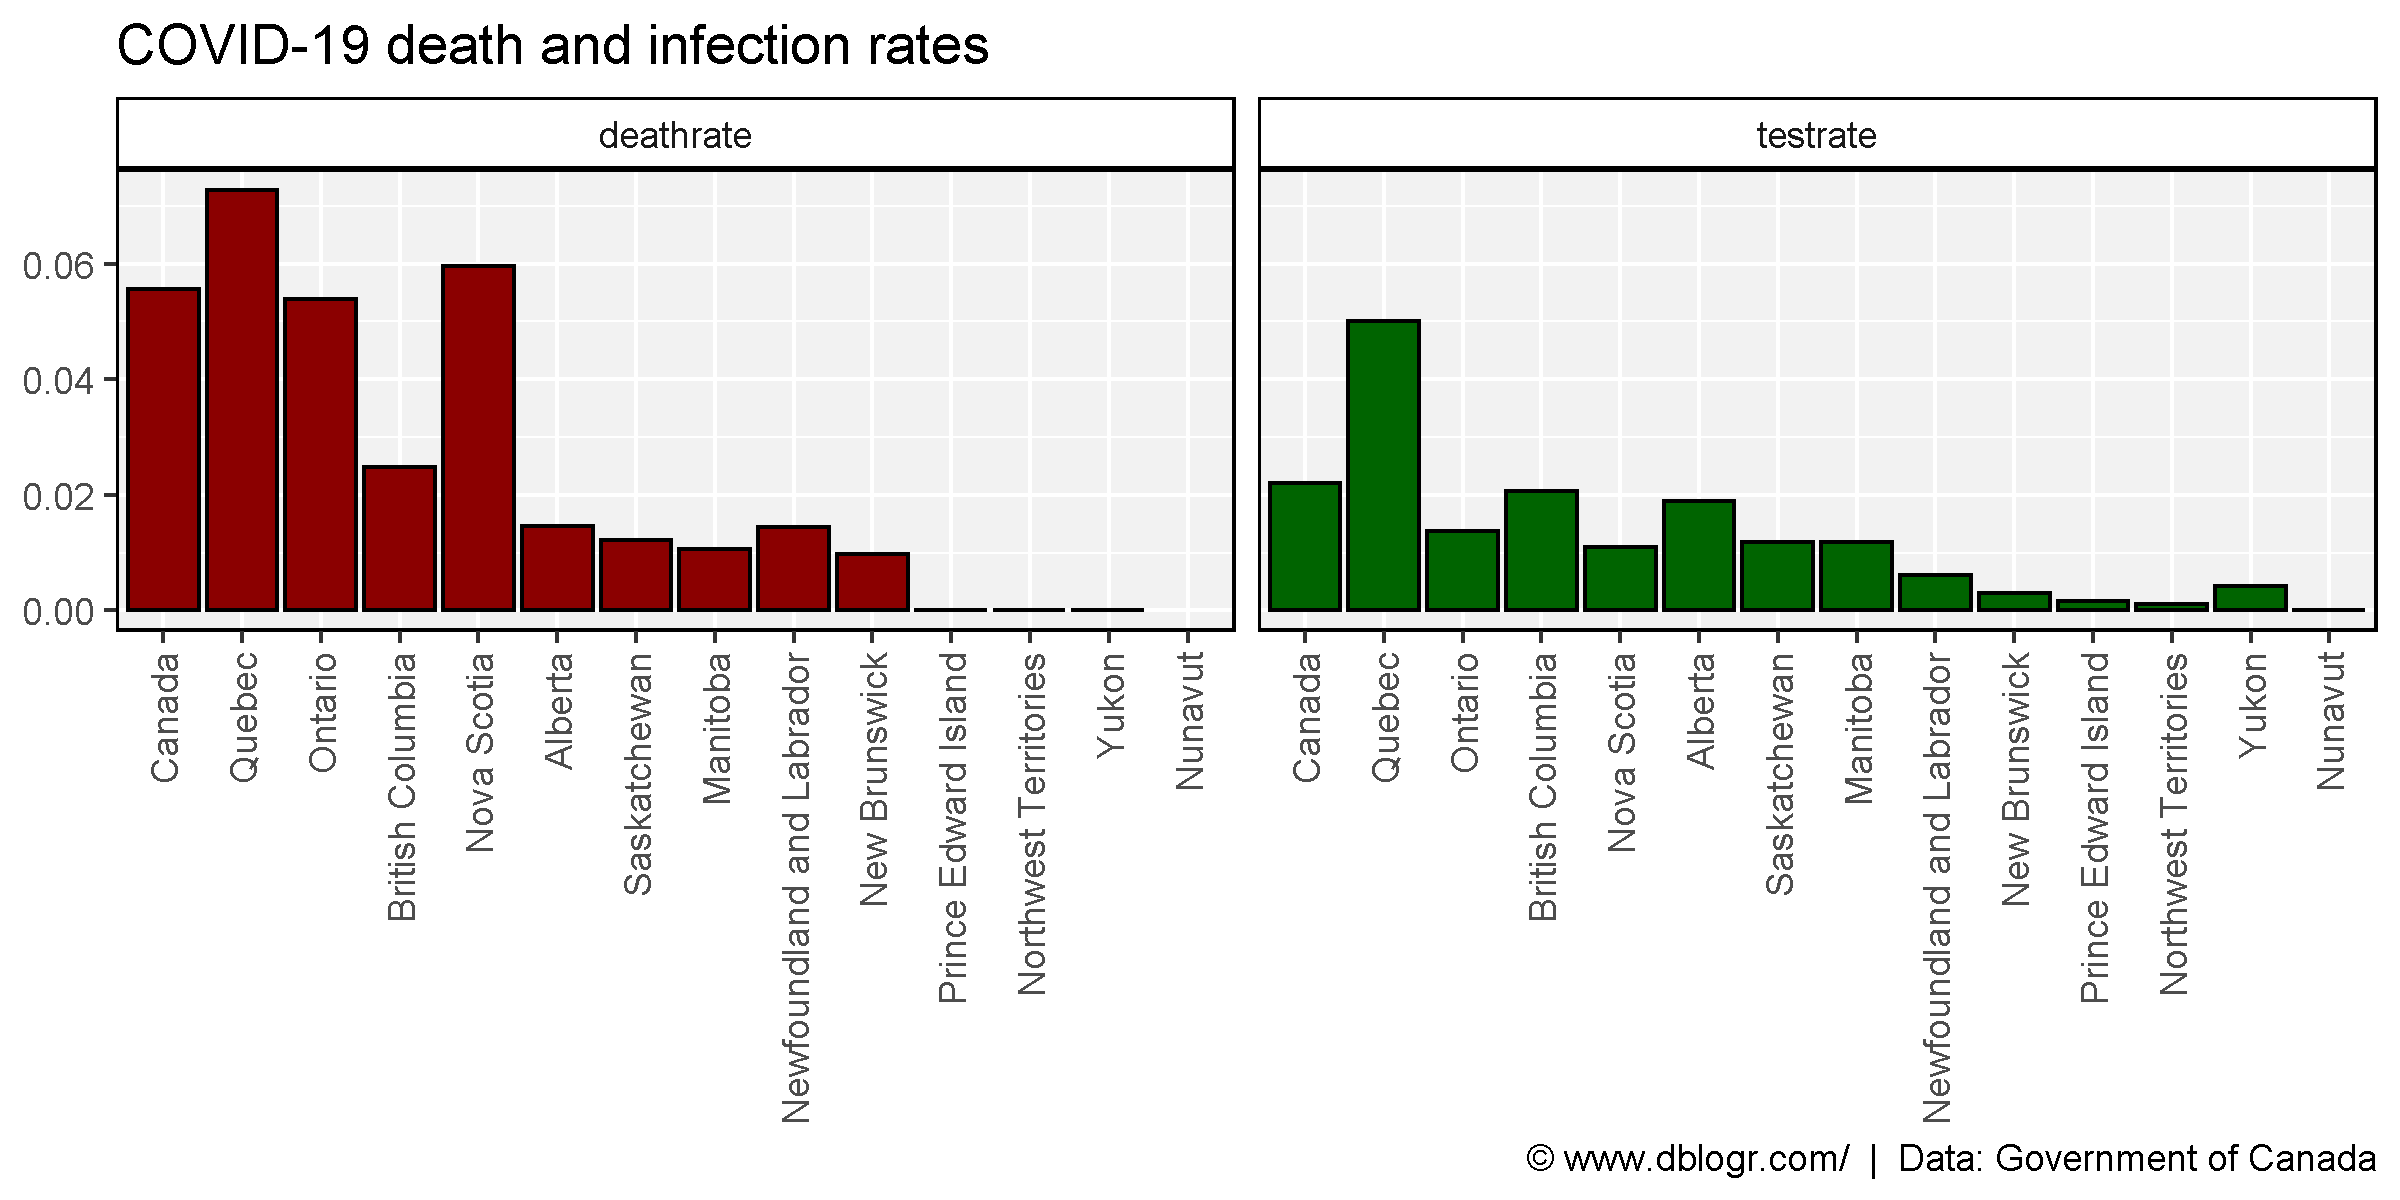 COVID-19 death and infection rates
deathrate
testrate
0.06
0.04
0.02
0.00
Canada
Quebec
Ontario
British Columbia
Nova Scotia
Alberta
Saskatchewan
Manitoba
Newfoundland and Labrador
New Brunswick
Prince Edward Island
Northwest Territories
Yukon
Nunavut
Canada
Quebec
Ontario
British Columbia
Nova Scotia
Alberta
Saskatchewan
Manitoba
Newfoundland and Labrador
New Brunswick
Prince Edward Island
Northwest Territories
Yukon
Nunavut
© www.dblogr.com/ | Data: Government of Canada